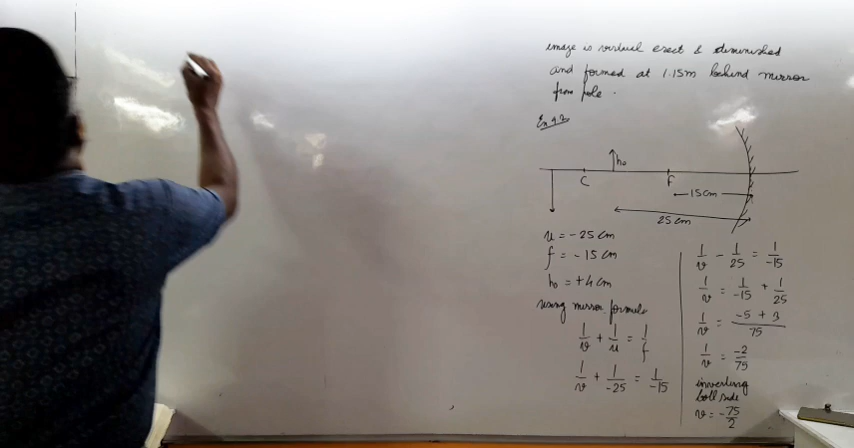 image is virtual erect & diminished
and formed at 1.15m behind mirror
from pole.
Ex 9.2
h₀
C
F
15cm
25 cm
u = -25 cm
f = -15 cm
h₀ = +4 cm
using mirror formula
1/v + 1/u = 1/f
1/v + 1/-25 = 1/-15
1/v - 1/25 = 1/-15
1/v = 1/-15 + 1/25
1/v = -5 + 3/75
1/v = -2/75
inverting
both side
v = -75/2